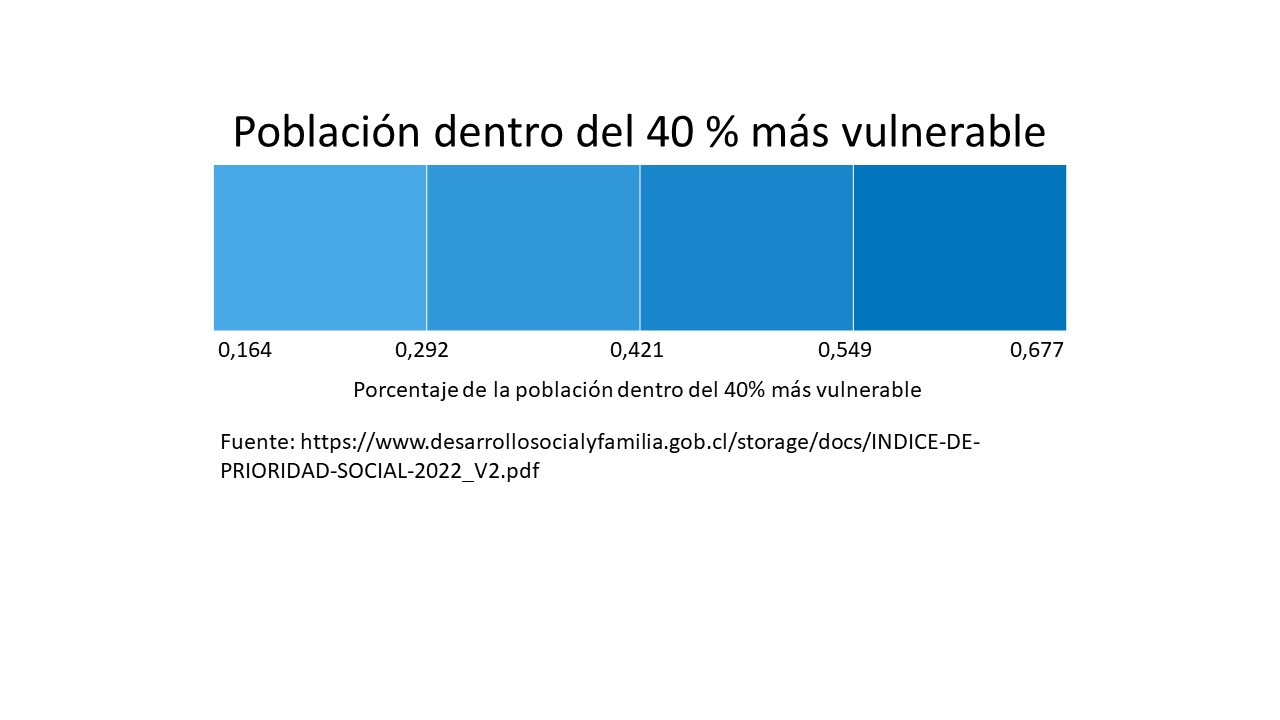 Población dentro del 40 % más vulnerable
0,164 0,292 0,421 0,549 0,677
Porcentaje de la población dentro del 40% más vulnerable
Fuente: https://www.desarrollosocialyfamilia.gob.cl/storage/docs/INDICE-DE-
PRIORIDAD-SOCIAL-2022_V2.pdf